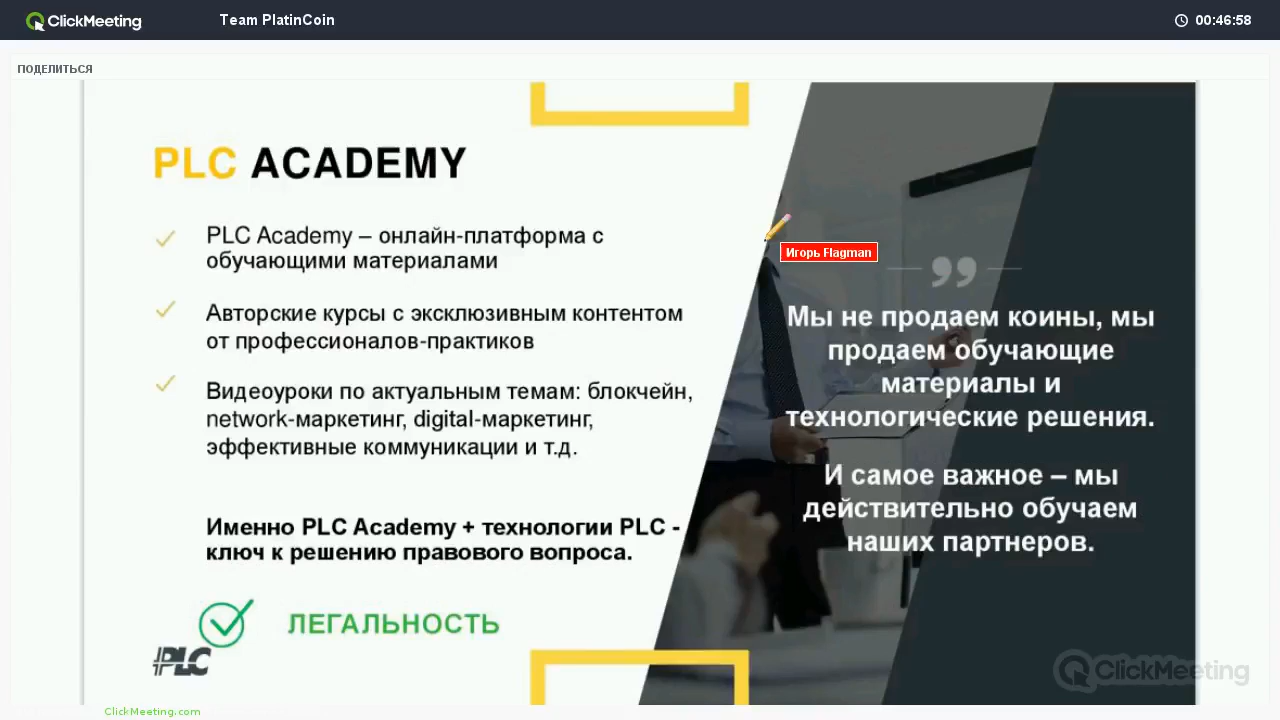 ClickMeeting
Team PlatinCoin
00:46:58
ПОДЕЛИТЬСЯ
PLC ACADEMY
PLC Academy – онлайн-платформа с
обучающими материалами
Авторские курсы с эксклюзивным контентом
от профессионалов-практиков
Видеоуроки по актуальным темам: блокчейн,
network-маркетинг, digital-маркетинг,
эффективные коммуникации и т.д.
Именно PLC Academy + технологии PLC -
ключ к решению правового вопроса.
ЛЕГАЛЬНОСТЬ
PLC
Игорь Flagman
”
Мы не продаем коины, мы
продаем обучающие
материалы и
технологические решения.
И самое важное – мы
действительно обучаем
наших партнеров.
ClickMeeting
ClickMeeting.com